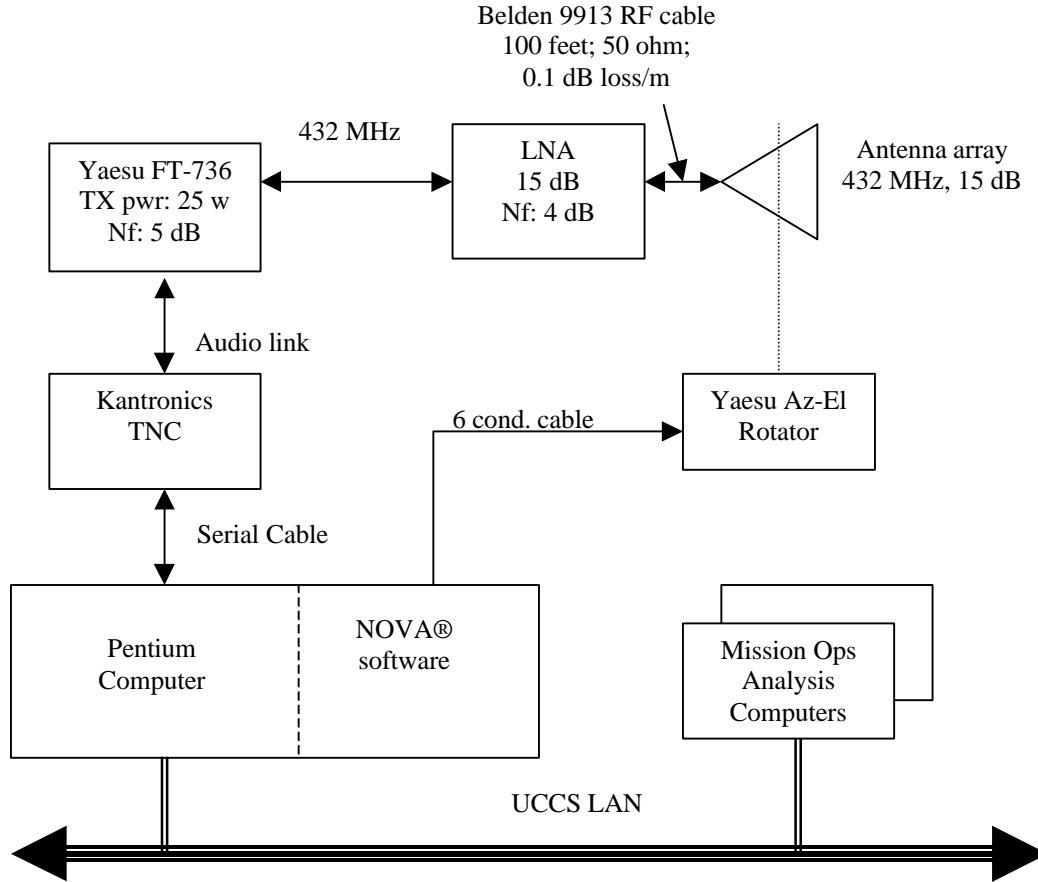 Belden 9913 RF cable
100 feet; 50 ohm;
0.1 dB loss/m
432 MHz
Yaesu FT-736
TX pwr: 25 w
Nf: 5 dB
LNA
15 dB
Nf: 4 dB
Antenna array
432 MHz, 15 dB
Audio link
Kantronics
TNC
6 cond. cable
Yaesu Az-El
Rotator
Serial Cable
Pentium
Computer
NOVA®
software
Mission Ops
Analysis
Computers
UCCS LAN